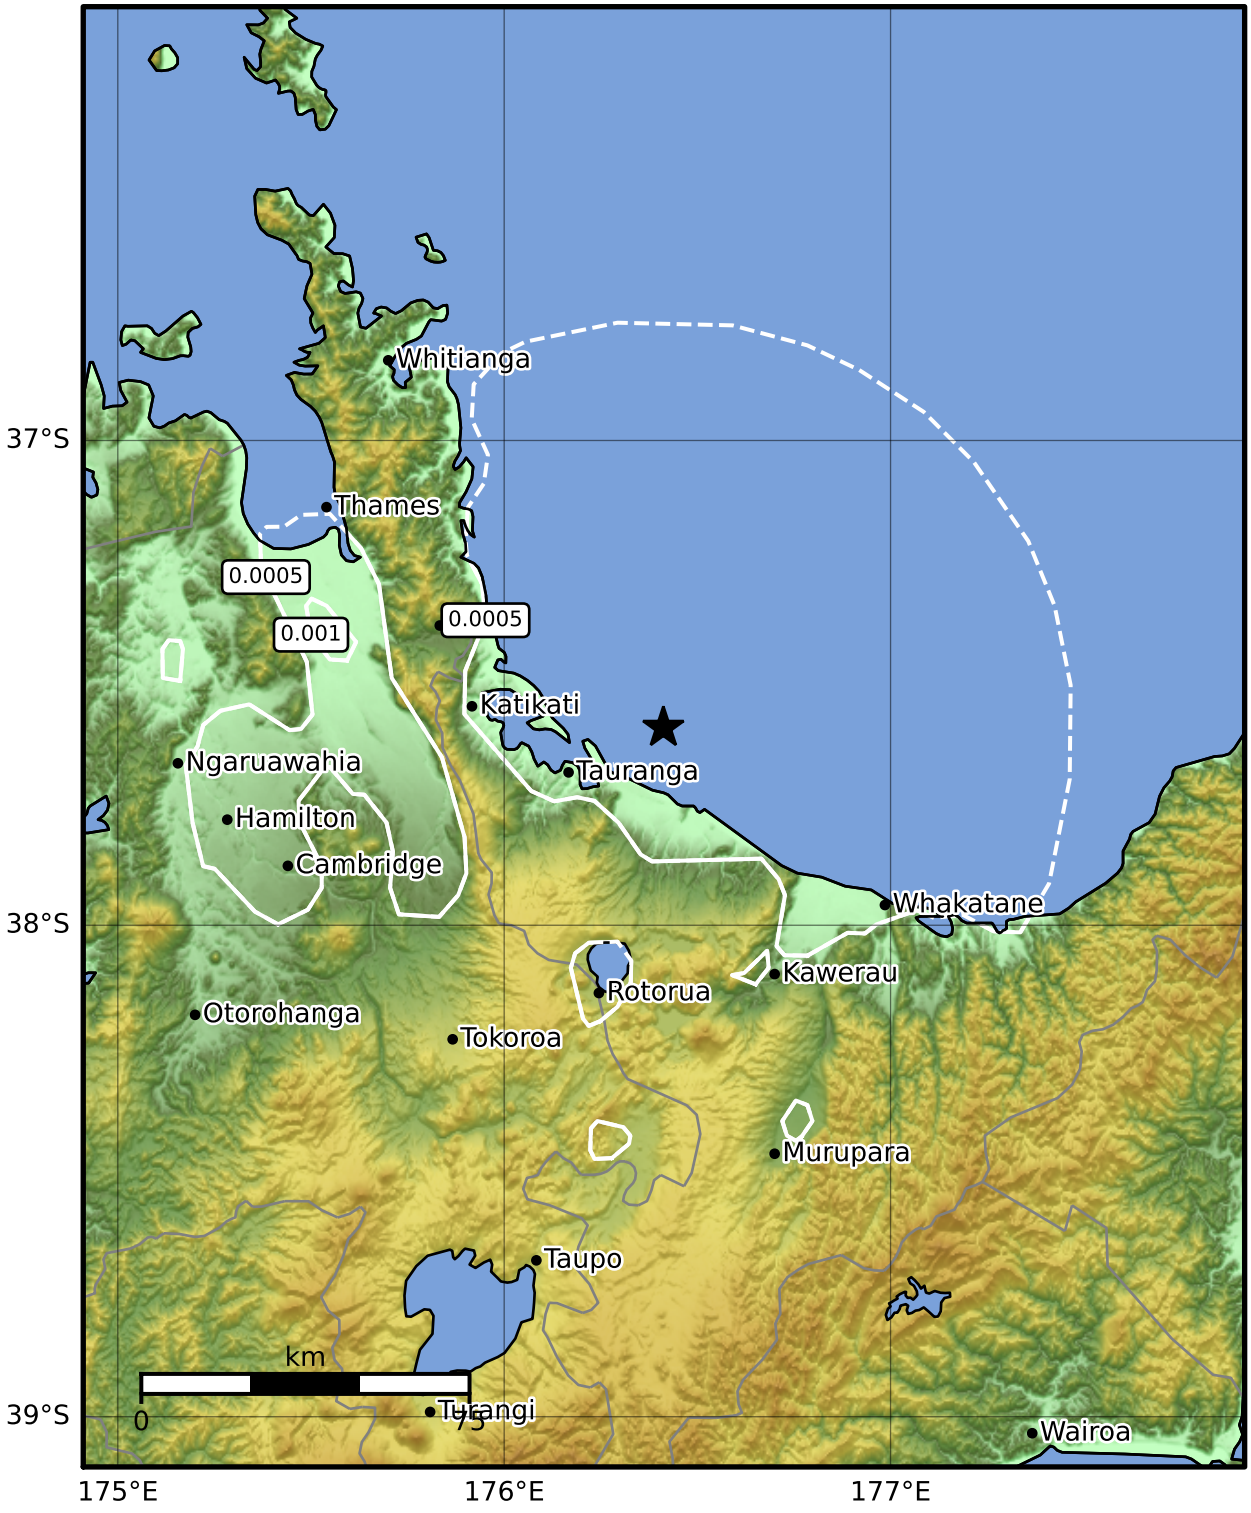 Whitianga
37°S
Thames
0.0005
0.0005
0.001
Katikati
Ngaruawahia
Tauranga
Hamilton
Cambridge
Whakatane
38°S
Kawerau
Rotorua
Otorohanga
Tokoroa
Murupara
Taupo
km
0
75
Turangi
39°S
Wairoa
175°E
176°E
177°E